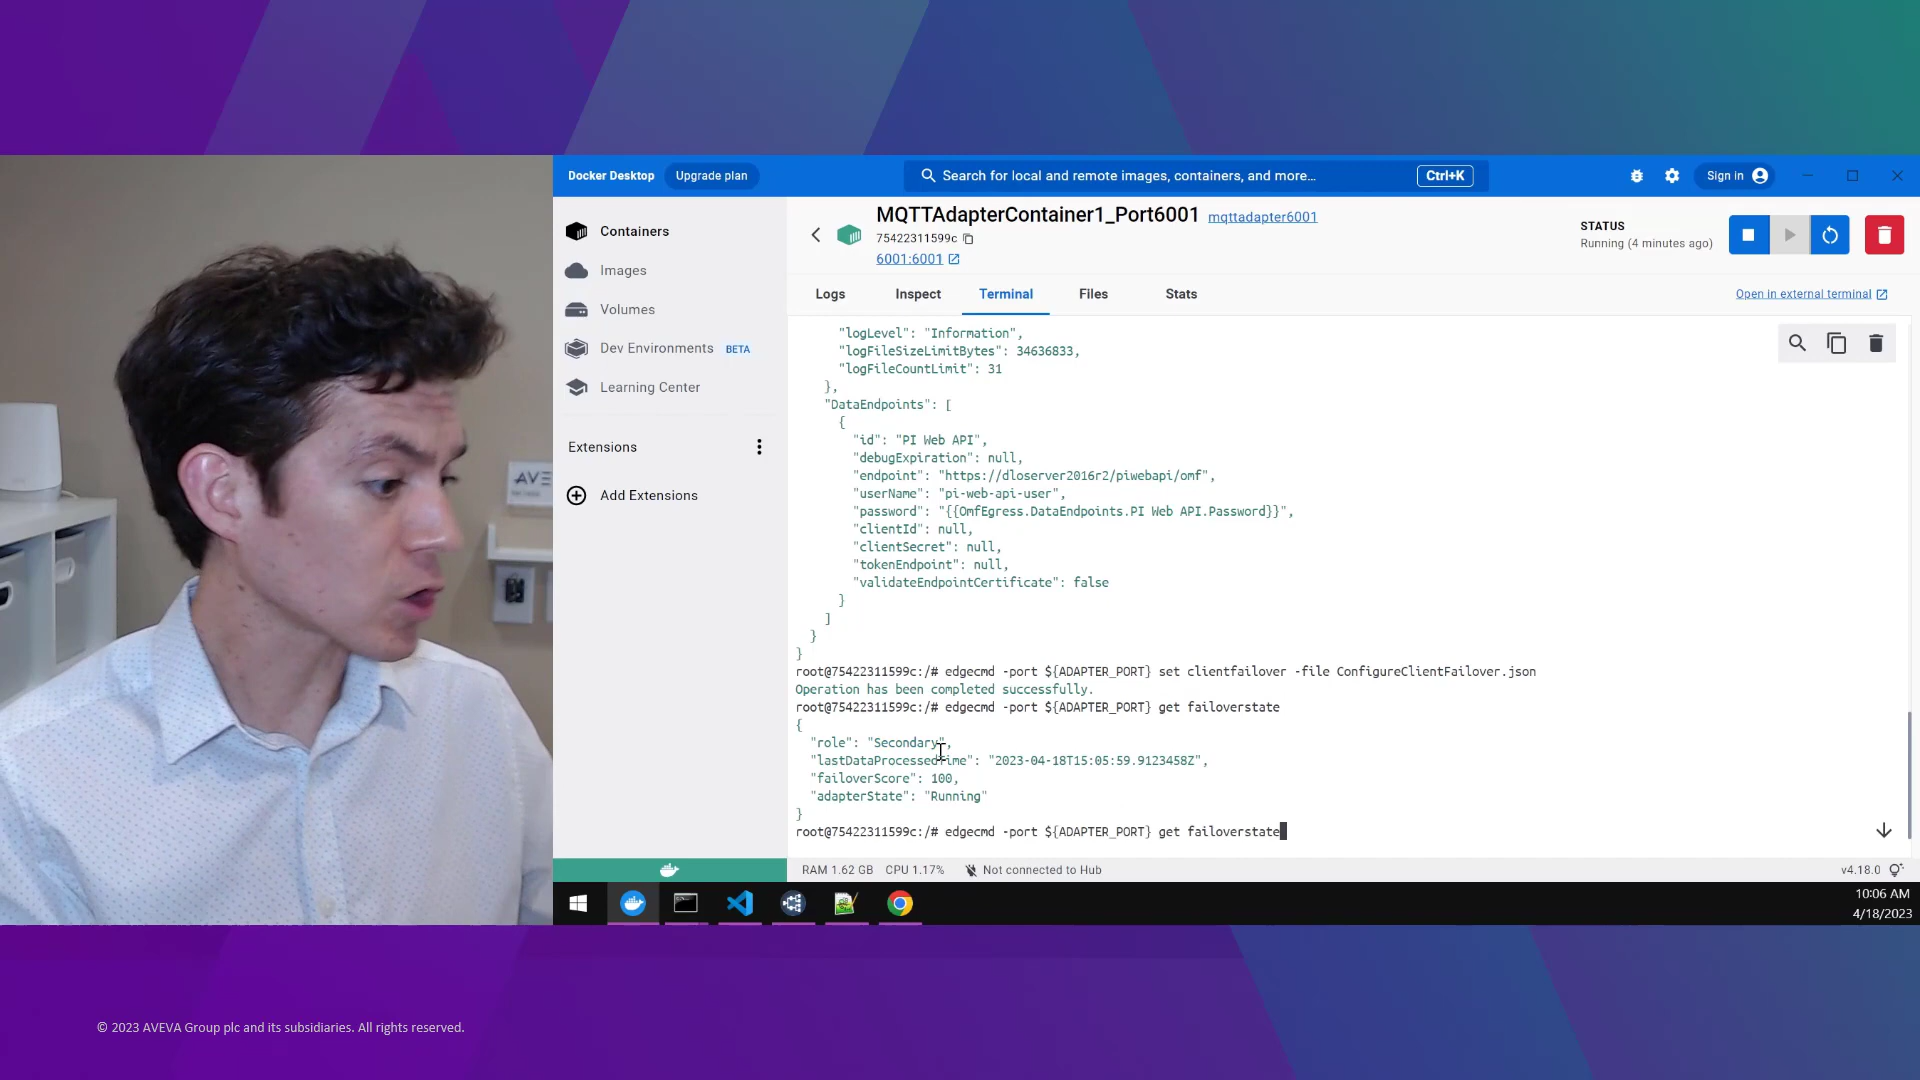 Docker Desktop
Upgrade plan
Search for local and remote images, containers, and more...
Ctrl+K
Sign in
Containers
Images
Volumes
Dev Environments BETA
Learning Center
Extensions
Add Extensions
MQTTAdapterContainer1_Port6001 mqttadapter6001
75422311599c
6001:6001
STATUS
Running (4 minutes ago)
Logs
Inspect
Terminal
Files
Stats
Open in external terminal
"logLevel": "Information",
"logFileSizeLimitBytes": 34636833,
"logFileCountLimit": 31
},
"DataEndpoints": [
{
"id": "PI Web API",
"debugExpiration": null,
"endpoint": "https://dloserver2016r2/piwebapi/omf",
"userName": "pi-web-api-user",
"password": "{{OmfEgress.DataEndpoints.PI Web API.Password}}",
"clientId": null,
"clientSecret": null,
"tokenEndpoint": null,
"validateEndpointCertificate": false
}
]
}
}
root@75422311599c:/# edgecmd -port ${ADAPTER_PORT} set clientfailover -file ConfigureClientFailover.json
Operation has been completed successfully.
root@75422311599c:/# edgecmd -port ${ADAPTER_PORT} get failoverstate
{
"role": "Secondary",
"lastDataProcessedTime": "2023-04-18T15:05:59.9123458Z",
"failoverScore": 100,
"adapterState": "Running"
}
root@75422311599c:/# edgecmd -port ${ADAPTER_PORT} get failoverstate
RAM 1.62 GB CPU 1.17% Not connected to Hub
v4.18.0
10:06 AM
4/18/2023
AVE
© 2023 AVEVA Group plc and its subsidiaries. All rights reserved.